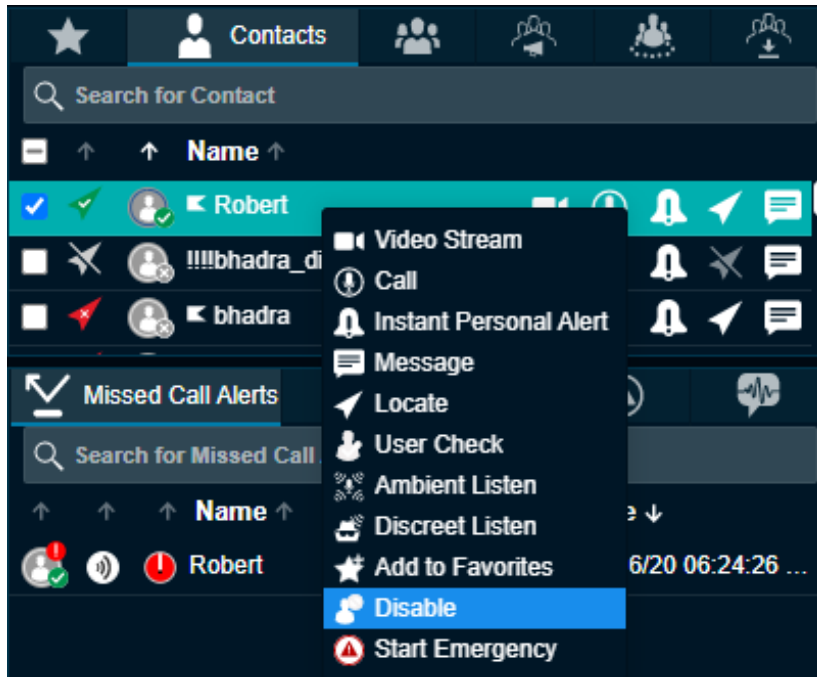 Contacts
Search for Contact
Name
Robert
!!!!bhadra_di
bhadra
Video Stream
Call
Instant Personal Alert
Message
Locate
User Check
Ambient Listen
Discreet Listen
Add to Favorites
Disable
Start Emergency
Missed Call Alerts
Search for Missed Call
Name
Robert
6/20 06:24:26 ...